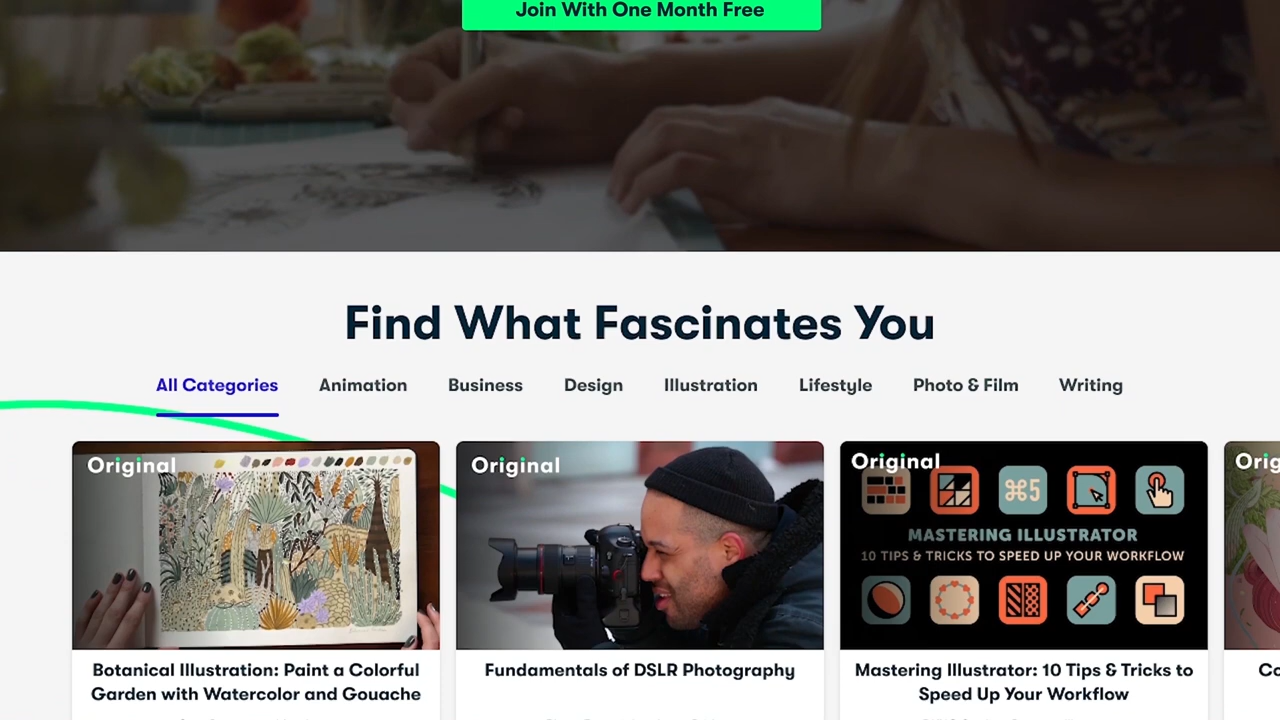 Join With One Month Free
Find What Fascinates You
All Categories Animation Business Design Illustration Lifestyle Photo & Film Writing
Original
Original
Original
MASTERING ILLUSTRATOR
10 TIPS & TRICKS TO SPEED UP YOUR WORKFLOW
⌘5
Botanical Illustration: Paint a Colorful
Garden with Watercolor and Gouache
Fundamentals of DSLR Photography
Mastering Illustrator: 10 Tips & Tricks to
Speed Up Your Workflow